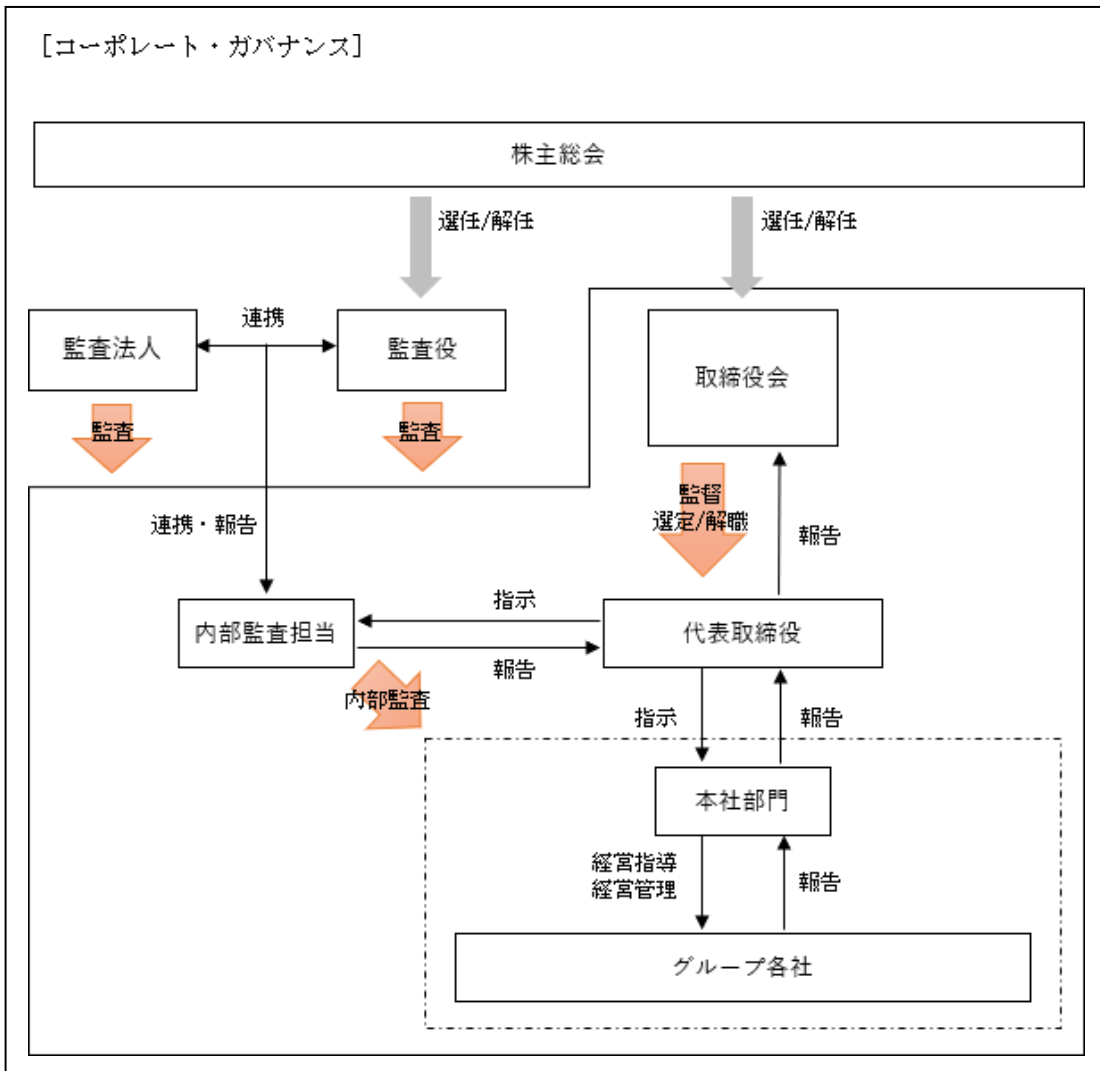 [コーポレート・ガバナンス]
株主総会
選任/解任
選任/解任
監査法人
連携
監査役
取締役会
監査
監査
監督
選定/解職
連携・報告
報告
内部監査担当
指示
報告
代表取締役
内部監査
指示
報告
本社部門
経営指導
経営管理
報告
グループ各社